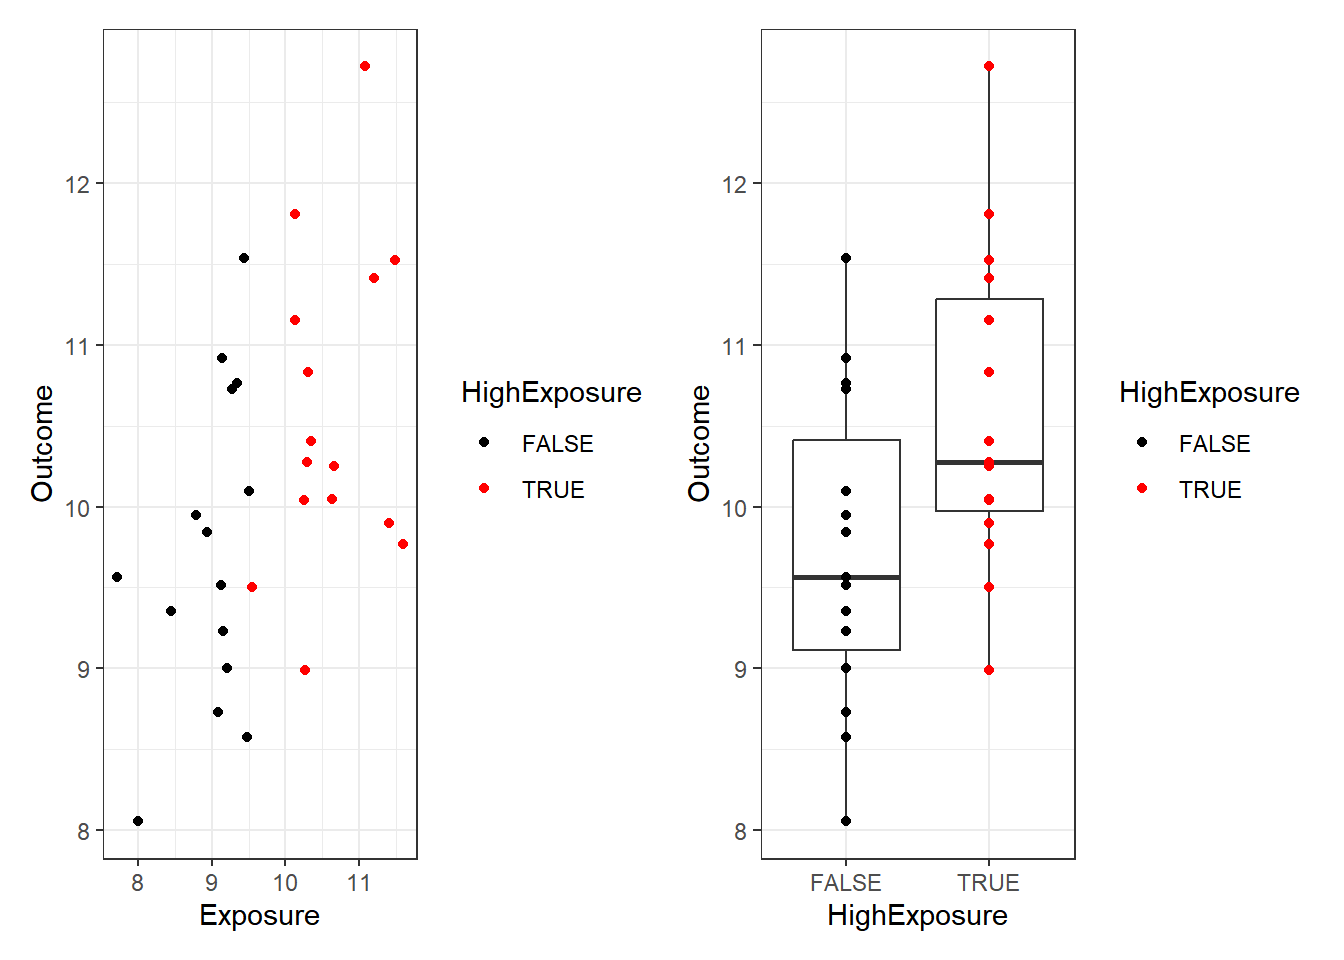 Outcome
12
11
10
9
8
8 9 10 11
Exposure
HighExposure
FALSE
TRUE
Outcome
12
11
10
9
8
FALSE TRUE
HighExposure
HighExposure
FALSE
TRUE